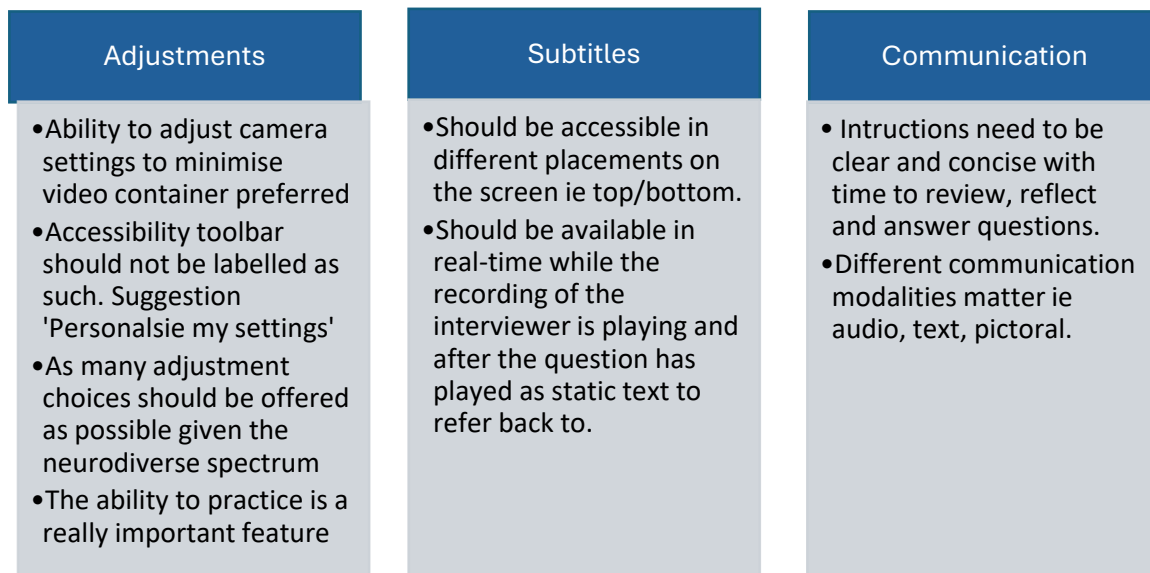 Adjustments
•Ability to adjust camera
settings to minimise
video container preferred
•Accessibility toolbar
should not be labelled as
such. Suggestion
'Personalsie my settings'
•As many adjustment
choices should be offered
as possible given the
neurodiverse spectrum
•The ability to practice is a
really important feature
Subtitles
•Should be accessible in
different placements on
the screen ie top/bottom.
•Should be available in
real-time while the
recording of the
interviewer is playing and
after the question has
played as static text to
refer back to.
Communication
• Intructions need to be
clear and concise with
time to review, reflect
and answer questions.
•Different communication
modalities matter ie
audio, text, pictoral.